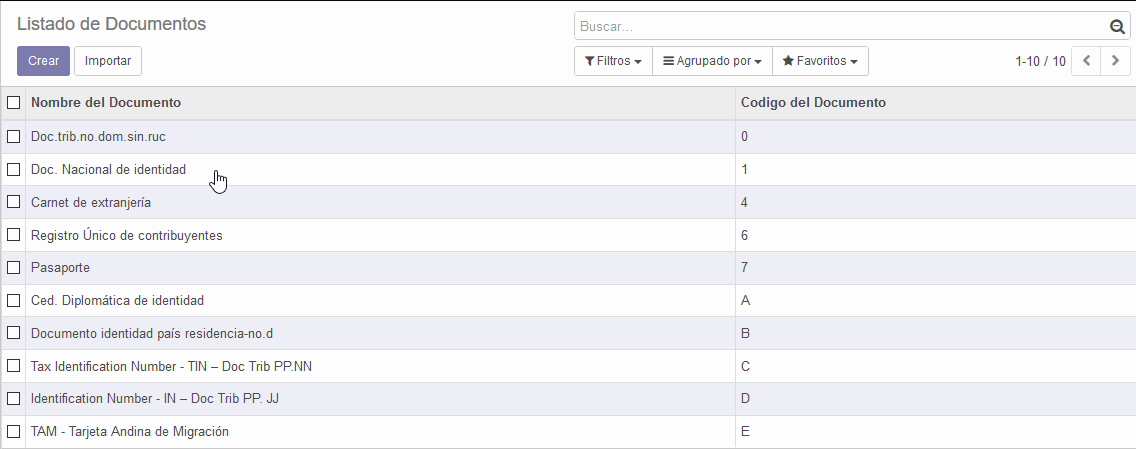 Listado de Documentos
Buscar...
Crear Importar Filtros Agrupado por Favoritos 1-10 / 10
Nombre del Documento Codigo del Documento
Doc.trib.no.dom.sin.ruc 0
Doc. Nacional de identidad 1
Carnet de extranjería 4
Registro Único de contribuyentes 6
Pasaporte 7
Ced. Diplomática de identidad A
Documento identidad país residencia-no.d B
Tax Identification Number - TIN – Doc Trib PP.NN C
Identification Number - IN – Doc Trib PP. JJ D
TAM - Tarjeta Andina de Migración E